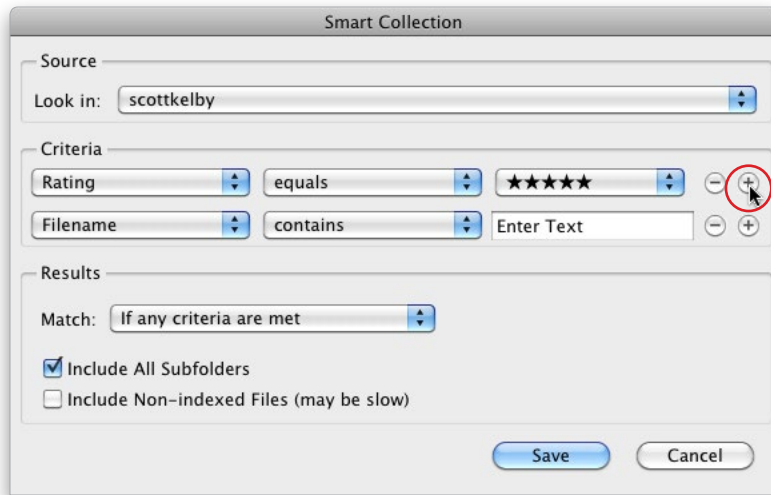 Smart Collection
Source
Look in: scottkelby
Criteria
Rating equals ★★★★★
Filename contains Enter Text
Results
Match: If any criteria are met
Include All Subfolders
Include Non-indexed Files (may be slow)
Save Cancel